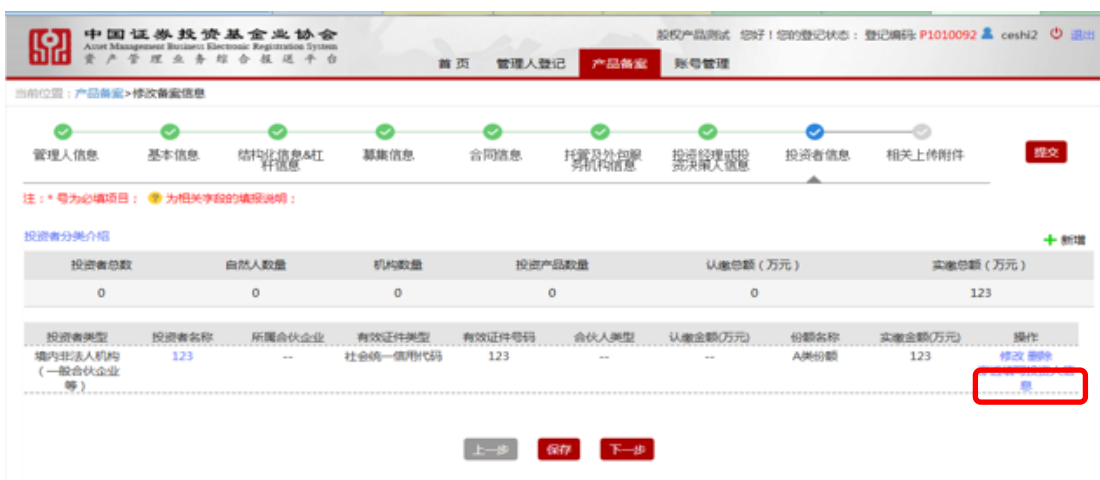 中国证券投资基金业协会
Asset Management Business Electronic Registration System
资产管理业务综合报送平台
股权产品测试 您好！您的登记状态： 登记编码: P1010092 ceshi2 退出
首 页 管理人登记 产品备案 账号管理
当前位置：产品备案>修改备案信息
管理人信息 基本信息 结构化信息&杠杆信息 募集信息 合同信息 托管及外包服务机构信息 投资经理或投资决策人信息 投资者信息 相关上传附件 提交
注：* 号为必填项目； ? 为相关字段的填报说明；
投资者分类介绍
新增
投资者总数 自然人数量 机构数量 投资产品数量 认缴总额（万元） 实缴总额（万元）
0 0 0 0 0 123
投资者类型 投资者名称 所属合伙企业 有效证件类型 有效证件号码 合伙人类型 认缴金额(万元) 份额名称 实缴金额(万元) 操作
境内非法人机构（一般合伙企业等） 123 -- 社会统一信用代码 123 -- -- A类份额 123 修改 删除
填写投资人信息
上一步 保存 下一步